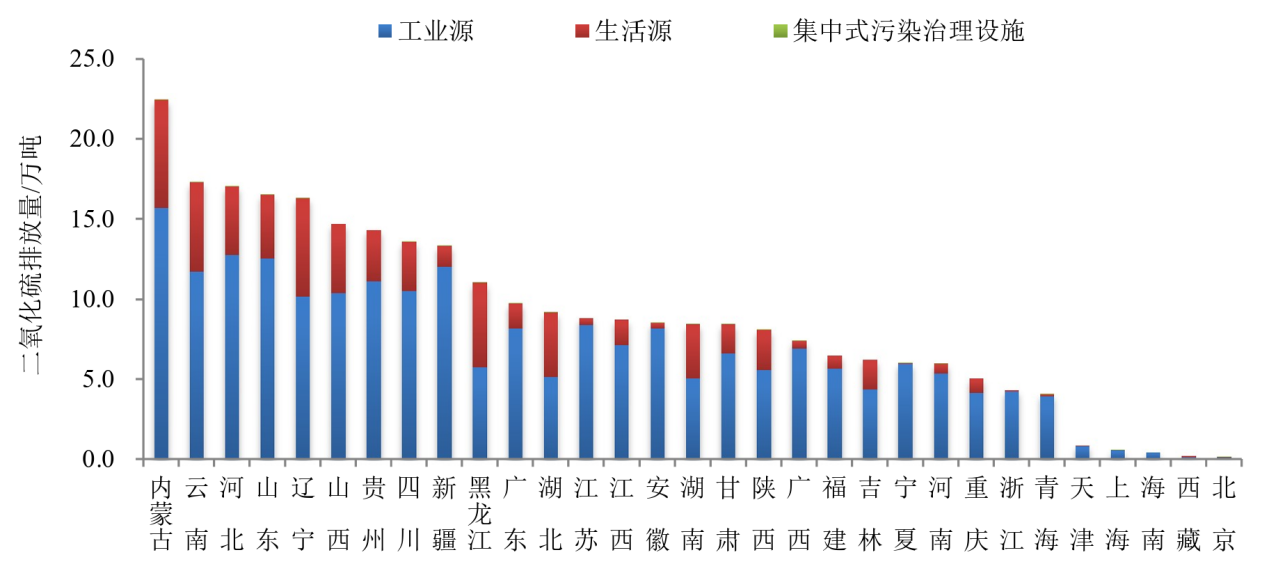 工业源 生活源 集中式污染治理设施
25.0
20.0
15.0
10.0
5.0
0.0
二氧化硫排放量/万吨
内蒙古 云南 河北 山东 辽宁 山西 贵州 四川 新疆 黑龙江 广东 湖北 江苏 江西 安徽 湖南 甘肃 陕西 广西 福建 吉林 宁夏 河南 重庆 浙江 青海 天津 上海 海南 西藏 北京